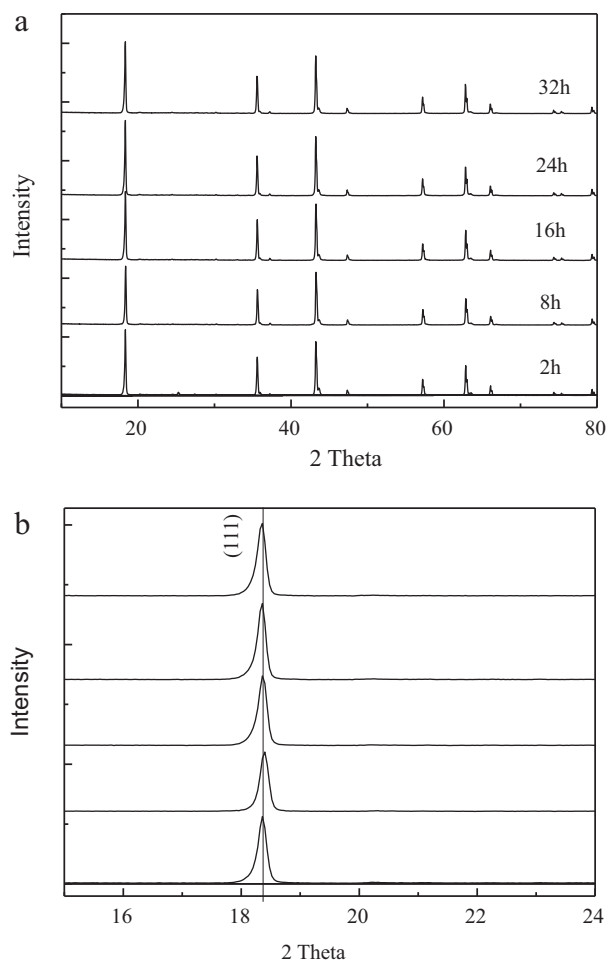 a
Intensity
32h
24h
16h
8h
2h
20 40 60 80
2 Theta
b
Intensity
(111)
16 18 20 22 24
2 Theta